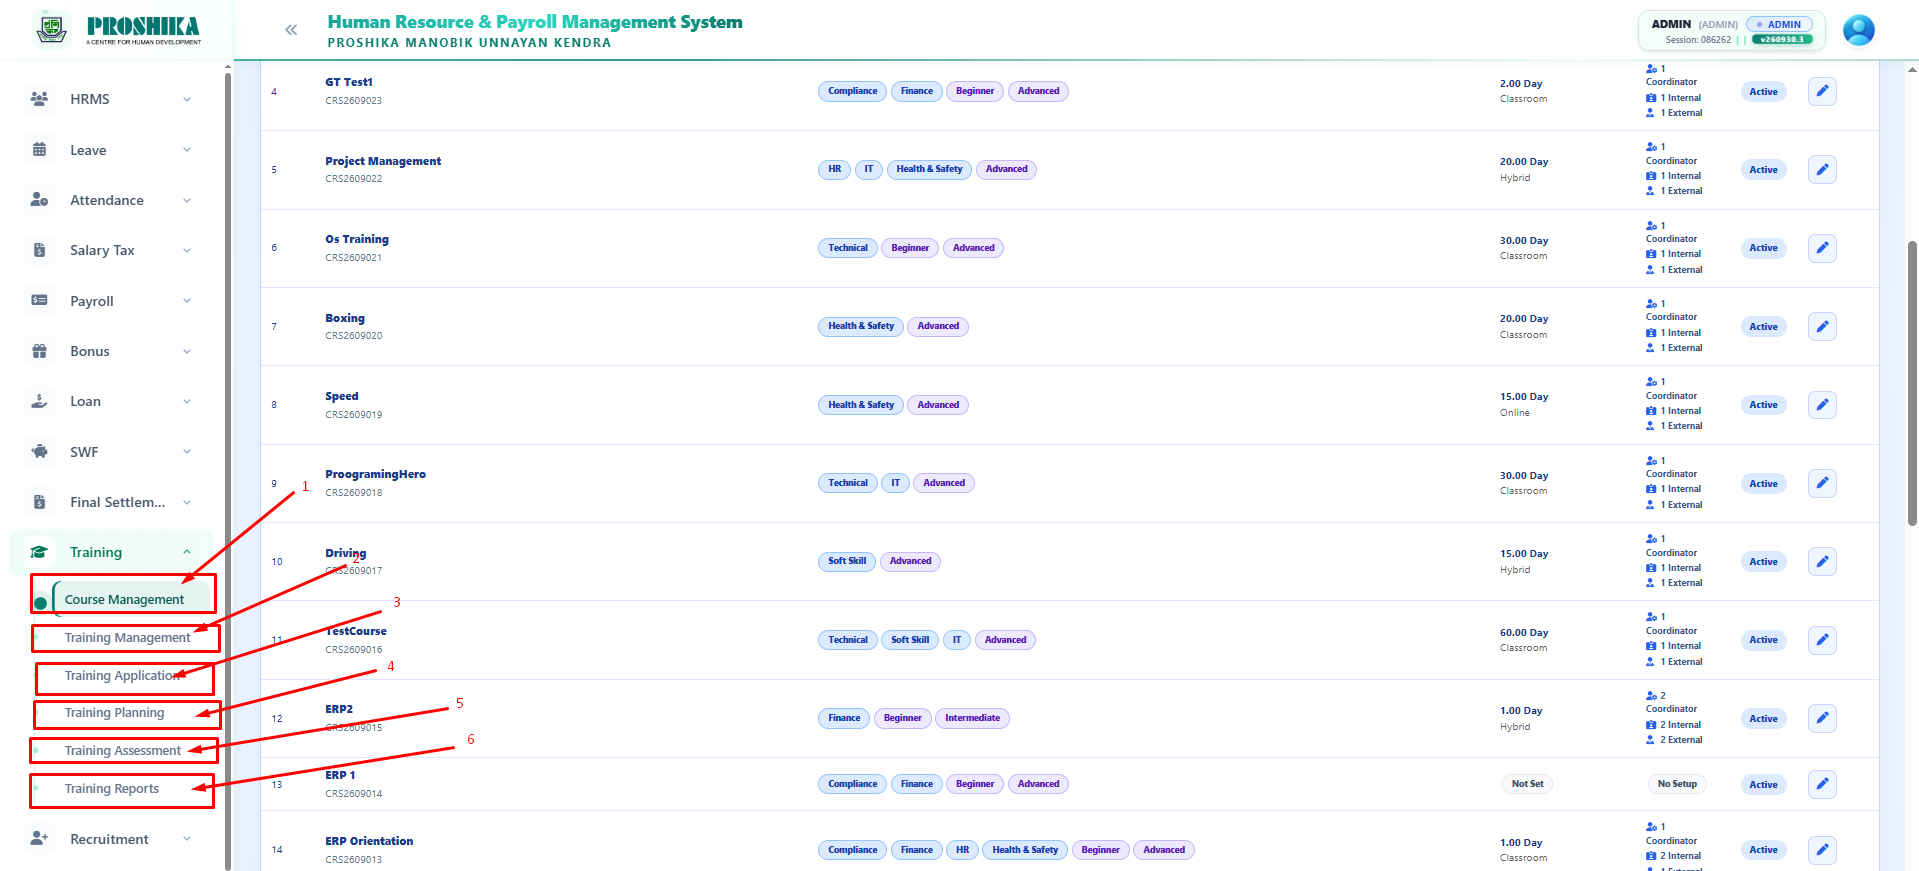 PROSHIKA
A CENTRE FOR HUMAN DEVELOPMENT
Human Resource & Payroll Management System
PROSHIKA MANOBIK UNNAYAN KENDRA
ADMIN (ADMIN) ADMIN
Session: 086262 | | v260930.3
HRMS
Leave
Attendance
Salary Tax
Payroll
Bonus
Loan
SWF
Final Settlem...
Training
Course Management
Training Management
Training Application
Training Planning
Training Assessment
Training Reports
Recruitment
1
2
3
4
5
6
4
GT Test1
CRS2609023
Compliance Finance Beginner Advanced
2.00 Day
Classroom
1
Coordinator
1 Internal
1 External
Active
5
Project Management
CRS2609022
HR IT Health & Safety Advanced
20.00 Day
Hybrid
1
Coordinator
1 Internal
1 External
Active
6
Os Training
CRS2609021
Technical Beginner Advanced
30.00 Day
Classroom
1
Coordinator
1 Internal
1 External
Active
7
Boxing
CRS2609020
Health & Safety Advanced
20.00 Day
Classroom
1
Coordinator
1 Internal
1 External
Active
8
Speed
CRS2609019
Health & Safety Advanced
15.00 Day
Online
1
Coordinator
1 Internal
1 External
Active
9
ProogramingHero
CRS2609018
Technical IT Advanced
30.00 Day
Classroom
1
Coordinator
1 Internal
1 External
Active
10
Driving
CRS2609017
Soft Skill Advanced
15.00 Day
Hybrid
1
Coordinator
1 Internal
1 External
Active
11
TestCourse
CRS2609016
Technical Soft Skill IT Advanced
60.00 Day
Classroom
1
Coordinator
1 Internal
1 External
Active
12
ERP2
CRS2609015
Finance Beginner Intermediate
1.00 Day
Hybrid
2
Coordinator
2 Internal
2 External
Active
13
ERP 1
CRS2609014
Compliance Finance Beginner Advanced
Not Set
No Setup
Active
14
ERP Orientation
CRS2609013
Compliance Finance HR Health & Safety Beginner Advanced
1.00 Day
Classroom
1
Coordinator
2 Internal
Active